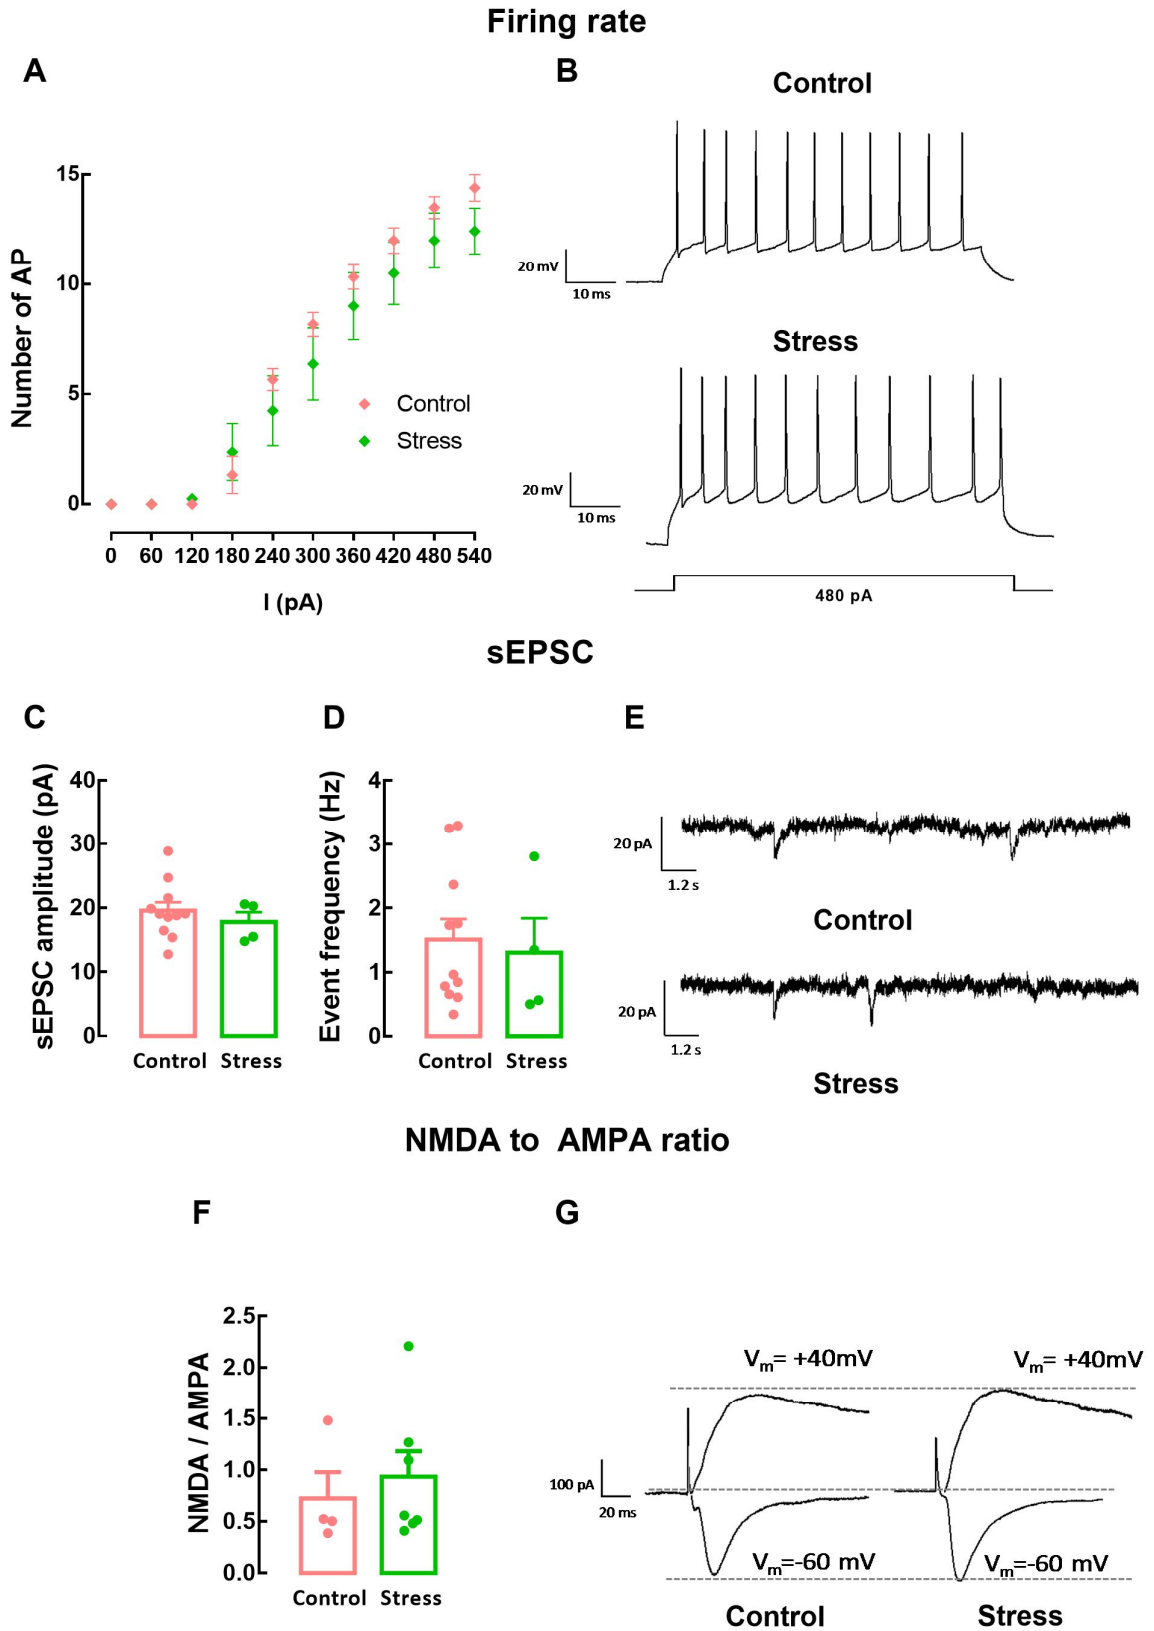 Firing rate
A
B
Control
15
10
5
0
Number of AP
Control
Stress
0 60 120 180 240 300 360 420 480 540
I (pA)
20 mV
10 ms
Stress
20 mV
10 ms
480 pA
sEPSC
C
D
E
40
30
20
10
0
sEPSC amplitude (pA)
Control Stress
4
3
2
1
0
Event frequency (Hz)
Control Stress
20 pA
1.2 s
Control
20 pA
1.2 s
Stress
NMDA to AMPA ratio
F
G
2.5
2.0
1.5
1.0
0.5
0.0
NMDA / AMPA
Control Stress
Vm= +40mV
Vm= +40mV
100 pA
20 ms
Vm=-60 mV
Vm=-60 mV
Control
Stress